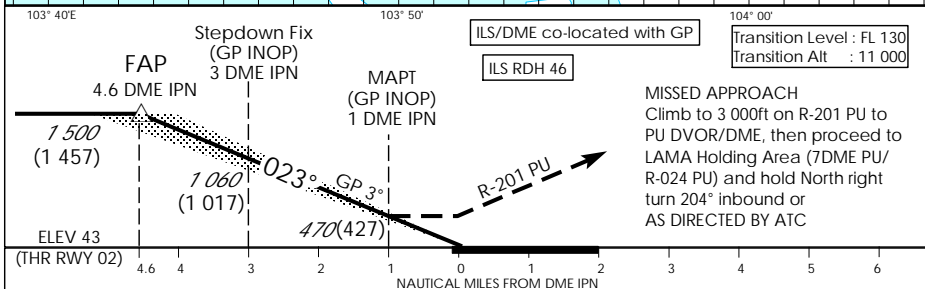 103° 40'E
103° 50'
104° 00'
Stepdown Fix
(GP INOP)
3 DME IPN
FAP
4.6 DME IPN
MAPT
(GP INOP)
1 DME IPN
ILS/DME co-located with GP
ILS RDH 46
Transition Level : FL 130
Transition Alt : 11 000
MISSED APPROACH
Climb to 3 000ft on R-201 PU to
PU DVOR/DME, then proceed to
LAMA Holding Area (7DME PU/
R-024 PU) and hold North right
turn 204° inbound or
AS DIRECTED BY ATC
1 500
(1 457)
1 060
(1 017)
023°
GP 3°
470(427)
R-201 PU
ELEV 43
(THR RWY 02)
4.6 4 3 2 1 0 1 2 3 4 5 6
NAUTICAL MILES FROM DME IPN